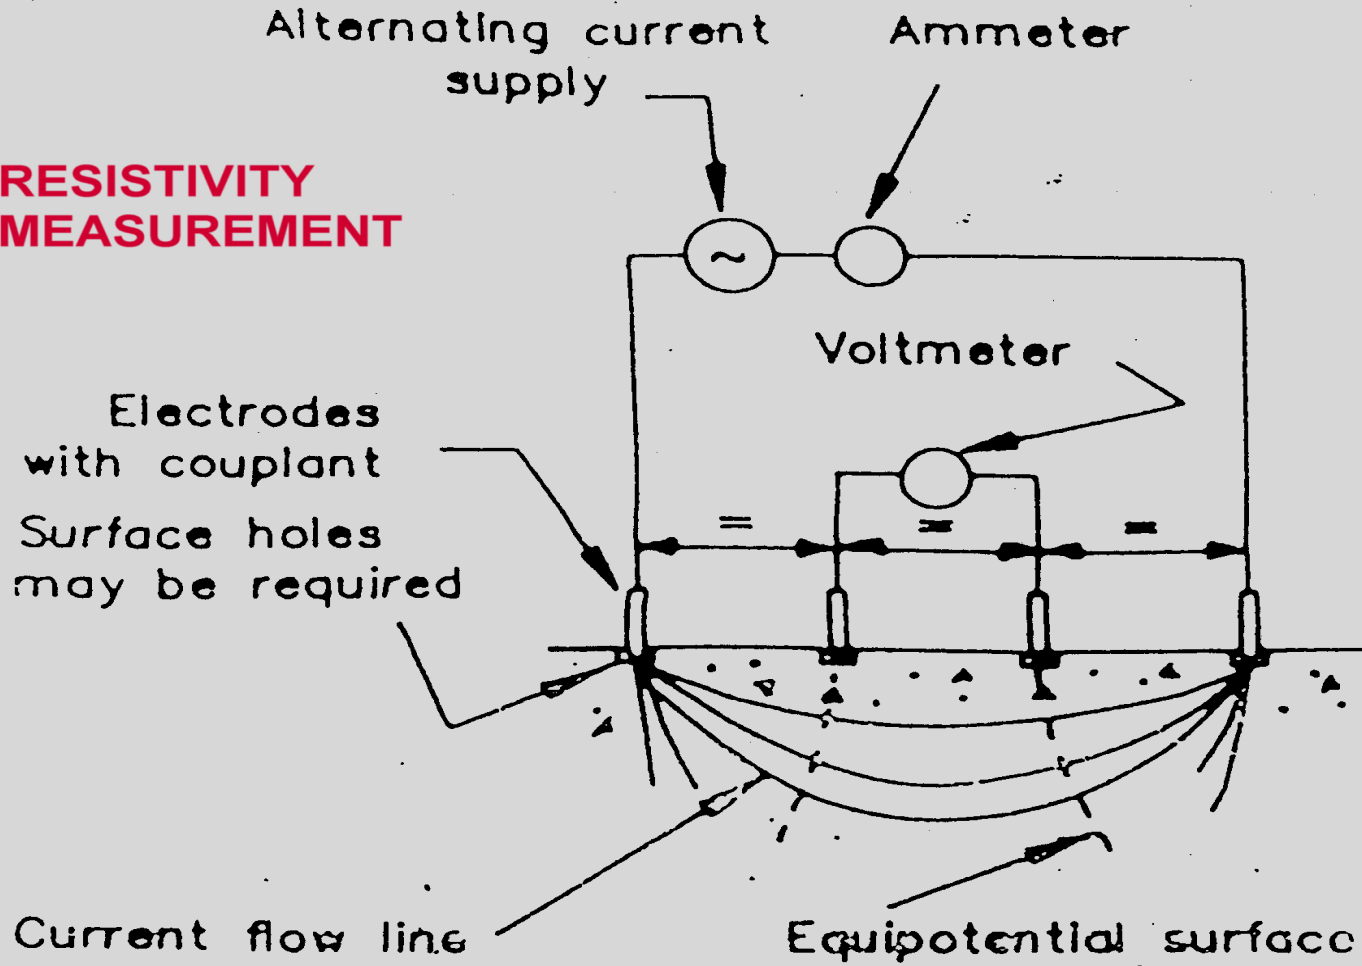 Alternating current
supply
Ammeter
RESISTIVITY
MEASUREMENT
~
Voltmeter
Electrodes
with couplant
Surface holes
may be required
= = =
Current flow line
Equipotential surface